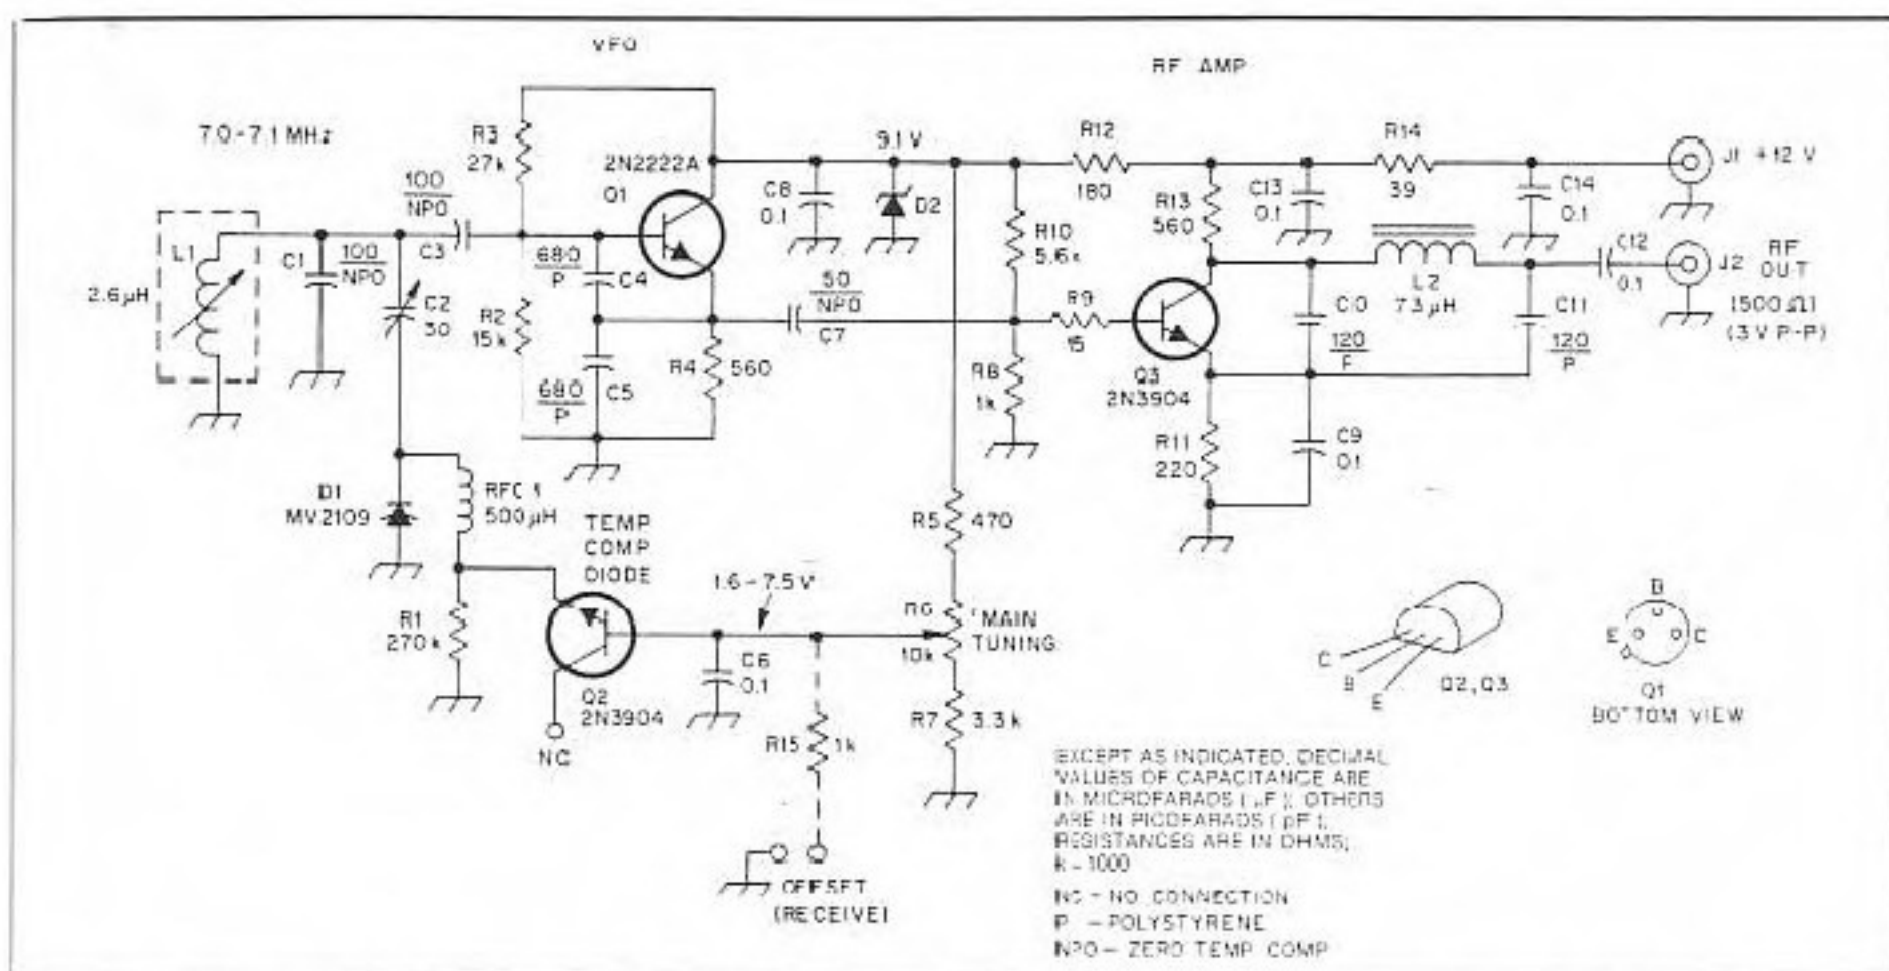 VFO
RF AMP
7.0-7.1 MHz
R3
27k
2N2222A
Q1
100
NPO
C3
L1
2.6µH
C1
100
NPO
C2
30
680
P
C4
R2
15k
680
P
C5
R4
560
50
NPO
C7
C8
0.1
9.1 V
D2
R10
5.6k
R12
180
R9
15
R8
1k
Q3
2N3904
R13
560
C13
0.1
R14
39
C14
0.1
J1 +12 V
L2
7.3µH
C12
0.1
J2
RF
OUT
(500Ω)
(3 V P-P)
120
C11
120
P
R11
220
C9
0.1
D1
MV2109
RFC 1
500µH
TEMP
COMP
DIODE
R1
270k
Q2
2N3904
NC
1.6-7.5 V
C6
0.1
R15
1k
OFFSET
(RECEIVE)
R5
470
R6
10k
MAIN
TUNING
R7
3.3 k
C
B
E
Q2, Q3
B
E
C
Q1
BOTTOM VIEW
EXCEPT AS INDICATED, DECIMAL
VALUES OF CAPACITANCE ARE
IN MICROFARADS (µF); OTHERS
ARE IN PICOFARADS (pF);
RESISTANCES ARE IN OHMS;
k = 1000
NC - NO CONNECTION
P - POLYSTYRENE
NPO - ZERO TEMP COMP